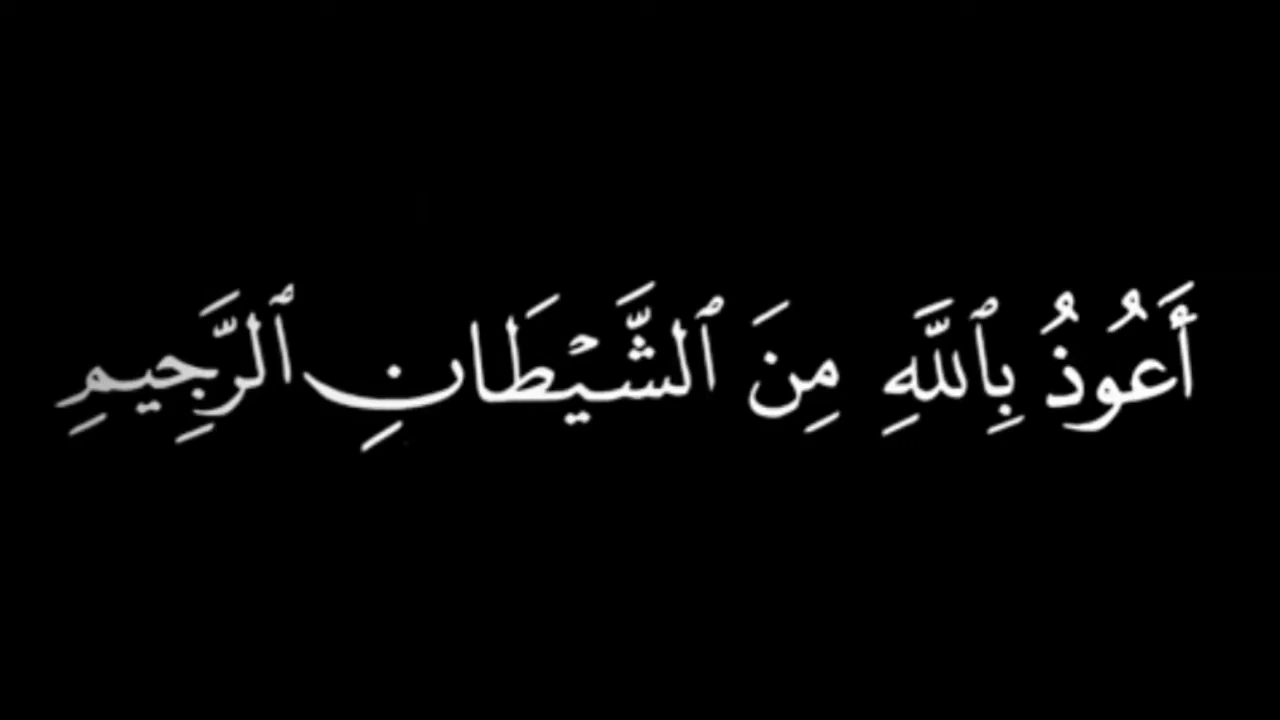 أَعُوذُ بِٱللَّهِ مِنَ ٱلشَّيْطَانِ ٱلرَّجِيمِ